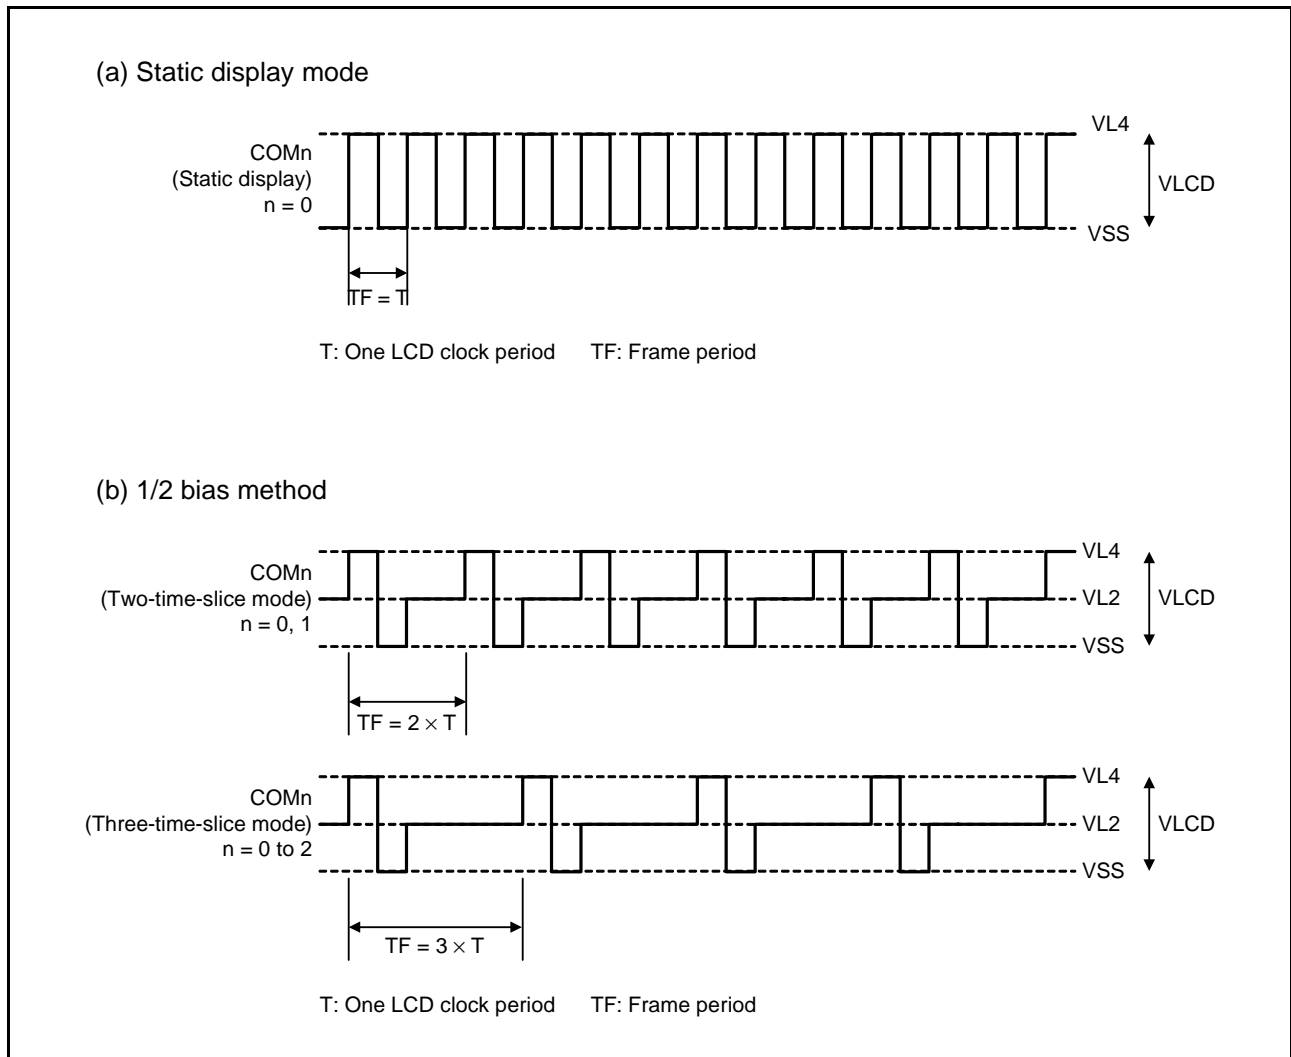 (a) Static display mode
COMn
(Static display)
n = 0
VL4
VLCD
VSS
TF = T
T: One LCD clock period TF: Frame period
(b) 1/2 bias method
COMn
(Two-time-slice mode)
n = 0, 1
VL4
VL2
VLCD
VSS
TF = 2 × T
COMn
(Three-time-slice mode)
n = 0 to 2
VL4
VL2
VLCD
VSS
TF = 3 × T
T: One LCD clock period TF: Frame period